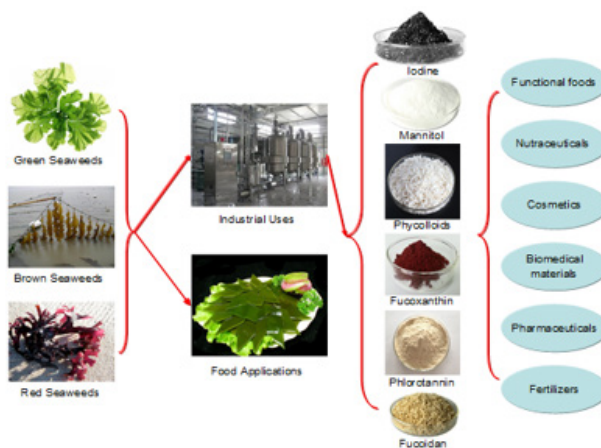 Green Seaweeds
Brown Seaweeds
Red Seaweeds
Industrial Uses
Food Applications
Iodine
Mannitol
Phycolloids
Fucoxanthin
Phlorotannin
Fucoidan
Functional foods
Nutraceuticals
Cosmetics
Biomedical
materials
Pharmaceuticals
Fertilizers